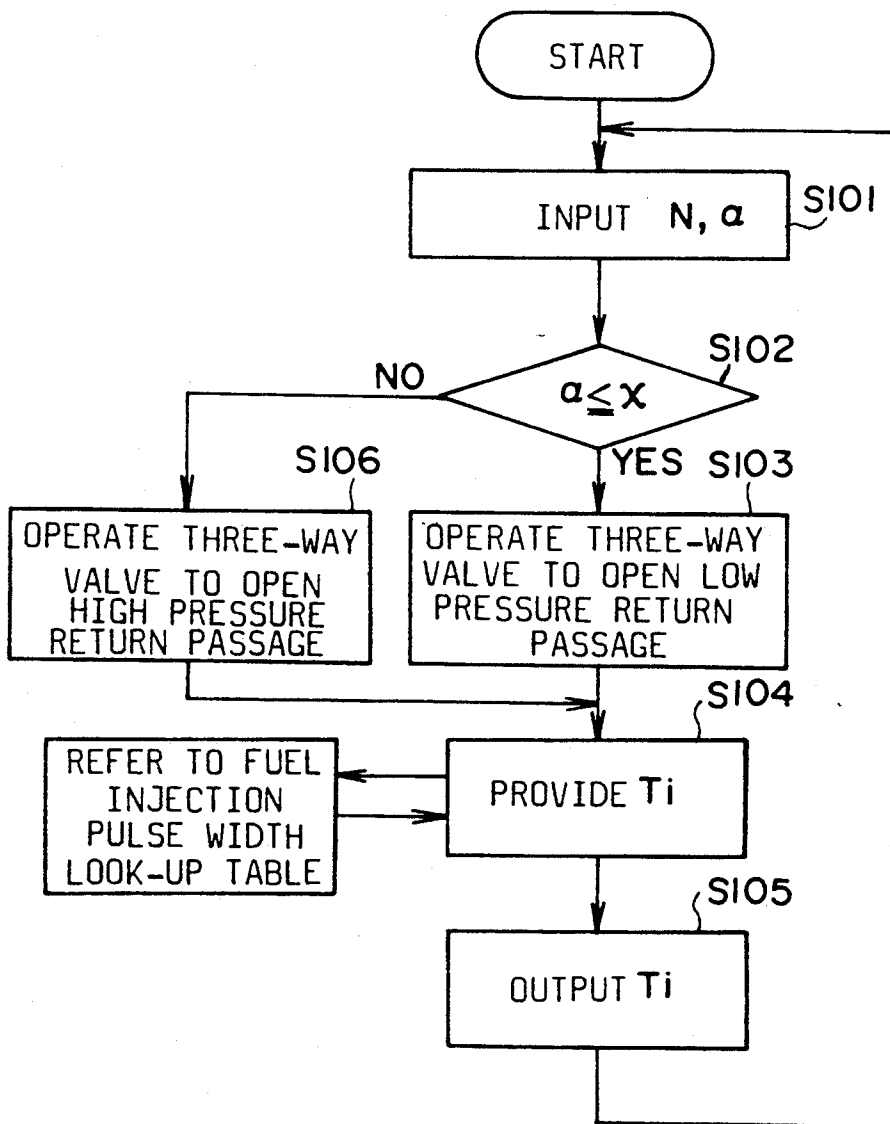 START
INPUT N, α
S101
S102
α ≤ X
NO
YES
S106
S103
OPERATE THREE-WAY
VALVE TO OPEN
HIGH PRESSURE
RETURN PASSAGE
OPERATE THREE-WAY
VALVE TO OPEN LOW
PRESSURE RETURN
PASSAGE
S104
REFER TO FUEL
INJECTION
PULSE WIDTH
LOOK-UP TABLE
PROVIDE Ti
S105
OUTPUT Ti